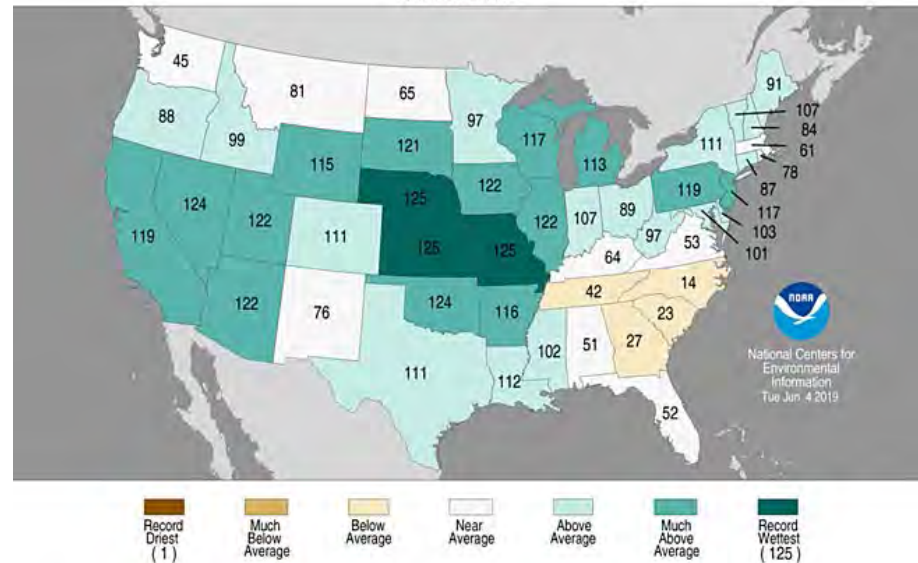 45
81
65
97
91
107
84
61
78
87
117
103
101
88
99
115
121
117
113
111
119
124
122
125
122
122
107
89
97
53
119
111
125
125
64
122
76
124
116
42
14
23
27
111
112
102
51
52
NOAA
National Centers for
Environmental
Information
Tue Jun 4 2019
Record
Driest
(1)
Much
Below
Average
Below
Average
Near
Average
Above
Average
Much
Above
Average
Record
Wettest
(125)